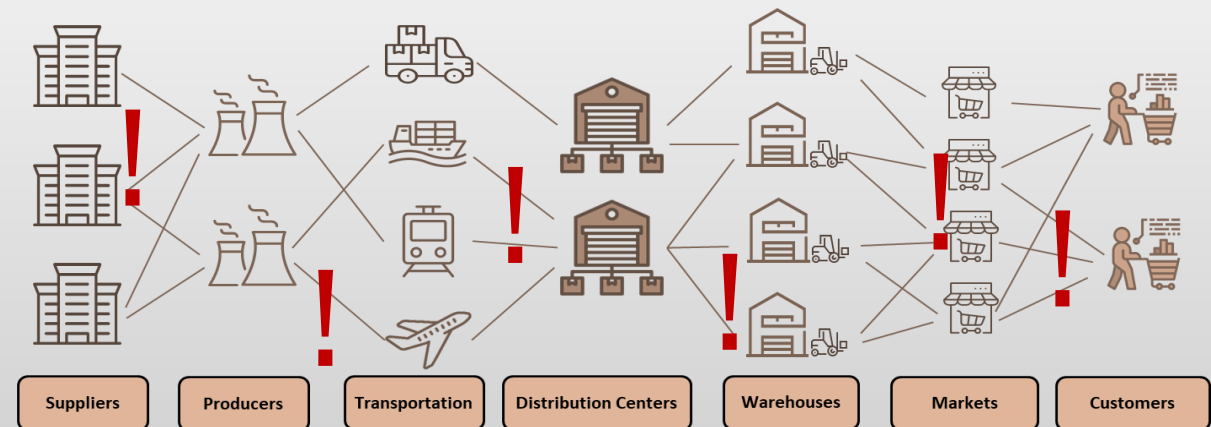 Suppliers
Producers
Transportation
Distribution Centers
Warehouses
Markets
Customers